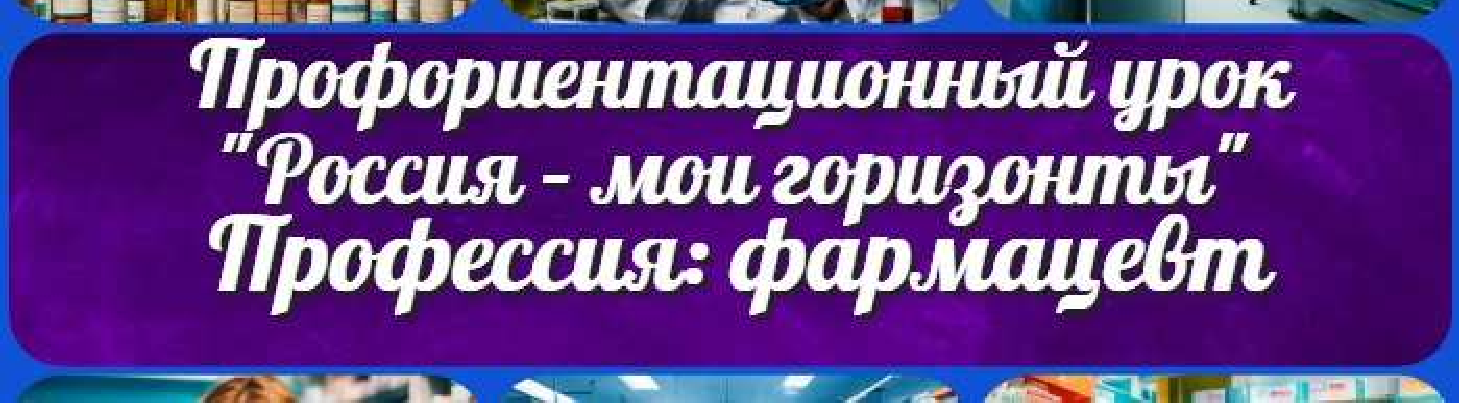 Профориентационный урок
"Россия - мои горизонты"
Профессия: фармацевт